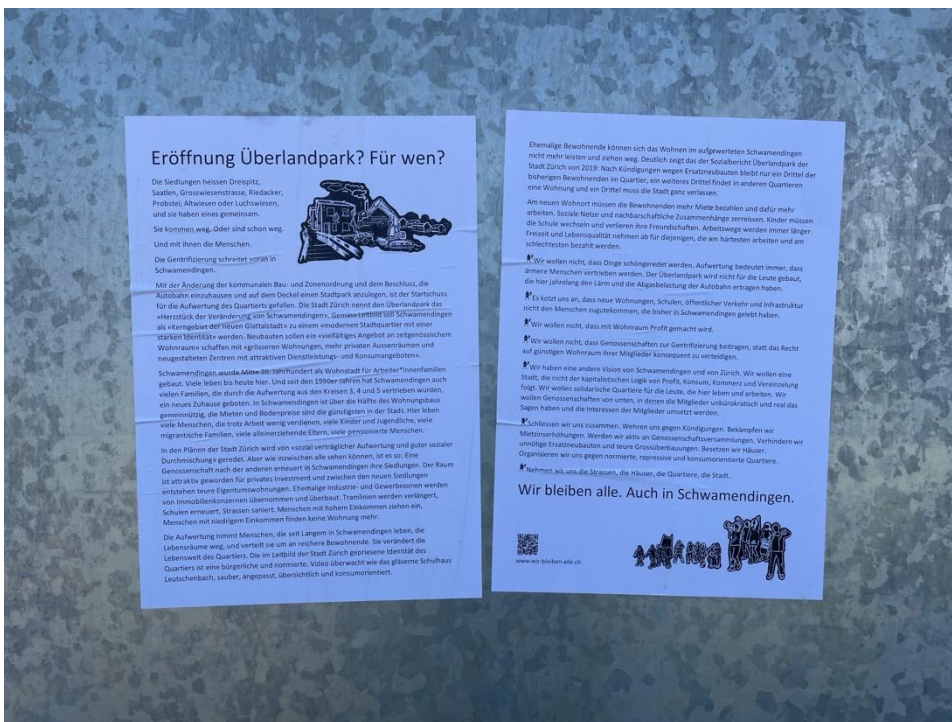 Eröffnung Überlandpark? Für wen?
Die Siedlungen heissen Dreispitz,
Saatlen, Grosswiesenstrasse, Riedacker,
Probstei, Altwiesen oder Luchswiesen,
und sie haben eines gemeinsam.
Sie kommen weg. Oder sind schon weg.
Und mit ihnen die Menschen.
Die Gentrifizierung schreitet voran in
Schwamendingen.
Mit der Änderung der kommunalen Bau- und Zonenordnung und dem Beschluss, die
Autobahn einzuhausen und auf dem Deckel einen Stadtpark anzulegen, ist der Startschuss
für die Aufwertung des Quartierts gefallen. Die Stadt Zürich nennt den Überlandpark das
«Herzstück der Veränderung von Schwamendingen». Gemäss Leitbild soll Schwamendingen
als «Kerngebiet der neuen Glattalstadt» zu einem «modernen Stadtquartier mit einer
starken Identität» werden. Neubauten sollen ein «vielfältiges Angebot an zeitgenössischem
Wohnraum» schaffen mit «grösseren Wohnungen, mehr privaten Aussenräumen und
neugestalteten Zentren mit attraktiven Dienstleistungs- und Konsumangeboten».
Schwamendingen wurde Mitte 20. Jahrhundert als Wohnstadt für Arbeiter*innenfamilien
gebaut. Viele leben bis heute hier. Und seit den 1990er Jahren hat Schwamendingen auch
vielen Familien, die durch die Aufwertung aus den Kreisen 3, 4 und 5 vertrieben wurden,
ein neues Zuhause geboten. In Schwamendingen ist über die Hälfte des Wohnungsbaus
gemeinnützig, die Mieten und Bodenpreise sind die günstigsten in der Stadt. Hier leben
viele Menschen, die trotz Arbeit wenig verdienen, viele Kinder und Jugendliche, viele
migrantische Familien, viele alleinerziehende Eltern, viele pensionierte Menschen.
In den Plänen der Stadt Zürich wird von «sozial verträglicher Aufwertung und guter sozialer
Durchmischung» geredet. Aber wie inzwischen alle sehen können, ist es so: Eine
Genossenschaft nach der anderen erneuert in Schwamendingen ihre Siedlungen. Der Raum
ist attraktiv geworden für privates Investment und zwischen den neuen Siedlungen
entstehen teure Eigentumswohnungen. Ehemalige Industrie- und Gewerbezonen werden
von Immobilienkonzernen übernommen und überbaut. Tramlinien werden verlängert,
Schulen erneuert, Strassen saniert. Menschen mit hohem Einkommen ziehen ein,
Menschen mit niedrigem Einkommen finden keine Wohnung mehr.
Die Aufwertung nimmt Menschen, die seit Langem in Schwamendingen leben, die
Lebensräume weg, und verteilt sie um an reichere Bewohnende. Sie verändert die
Lebenswelt des Quartiers. Die im Leitbild der Stadt Zürich gepriesene Identität des
Quartiers ist eine bürgerliche und normierte. Video überwacht wie das gläserne Schulhaus
Leutschenbach, sauber, angepasst, übersichtlich und konsumorientiert.
Ehemalige Bewohnende können sich das Wohnen im aufgewerteten Schwamendingen
nicht mehr leisten und ziehen weg. Deutlich zeigt das der Sozialbericht Überlandpark der
Stadt Zürich von 2019: Nach Kündigungen wegen Ersatzneubauten bleibt nur ein Drittel der
bisherigen Bewohnenden im Quartier, ein weiteres Drittel findet in anderen Quartieren
eine Wohnung und ein Drittel muss die Stadt ganz verlassen.
Am neuen Wohnort müssen die Bewohnenden mehr Miete bezahlen und dafür mehr
arbeiten. Soziale Netze und nachbarschaftliche Zusammenhänge zerreissen. Kinder müssen
die Schule wechseln und verlieren ihre Freundschaften. Arbeitswege werden immer länger.
Freizeit und Lebensqualität nehmen ab für diejenigen, die am härtesten arbeiten und am
schlechtesten bezahlt werden.
Wir wollen nicht, dass Dinge schöngeredet werden. Aufwertung bedeutet immer, dass
ärmere Menschen vertrieben werden. Der Überlandpark wird nicht für die Leute gebaut,
die hier jahrelang den Lärm und die Abgasbelastung der Autobahn ertragen haben.
Es kotzt uns an, dass neue Wohnungen, Schulen, öffentlicher Verkehr und Infrastruktur
nicht den Menschen zugutekommen, die bisher in Schwamendingen gelebt haben.
Wir wollen nicht, dass mit Wohnraum Profit gemacht wird.
Wir wollen nicht, dass Genossenschaften zur Gentrifizierung beitragen, statt das Recht
auf günstigen Wohnraum ihrer Mitglieder konsequent zu verteidigen.
Wir haben eine andere Vision von Schwamendingen und von Zürich. Wir wollen eine
Stadt, die nicht der kapitalistischen Logik von Profit, Konsum, Kommerz und Vereinzelung
folgt. Wir wollen solidarische Quartiere für die Leute, die hier leben und arbeiten. Wir
wollen Genossenschaften von unten, in denen die Mitglieder unbürokratisch und real das
Sagen haben und die Interessen der Mitglieder umsetzt werden.
Schliessen wir uns zusammen. Wehren uns gegen Kündigungen. Bekämpfen wir
Mietzinserhöhungen. Werden wir aktiv an Genossenschaftsversammlungen. Verhindern wir
unnötige Ersatzneubauten und teure Grossüberbauungen. Besetzen wir Häuser.
Organisieren wir uns gegen normierte, repressive und konsumorientierte Quartiere.
Nehmen wir uns die Strassen, die Häuser, die Quartiere, die Stadt.
Wir bleiben alle. Auch in Schwamendingen.
www.wir-bleiben-alle.ch